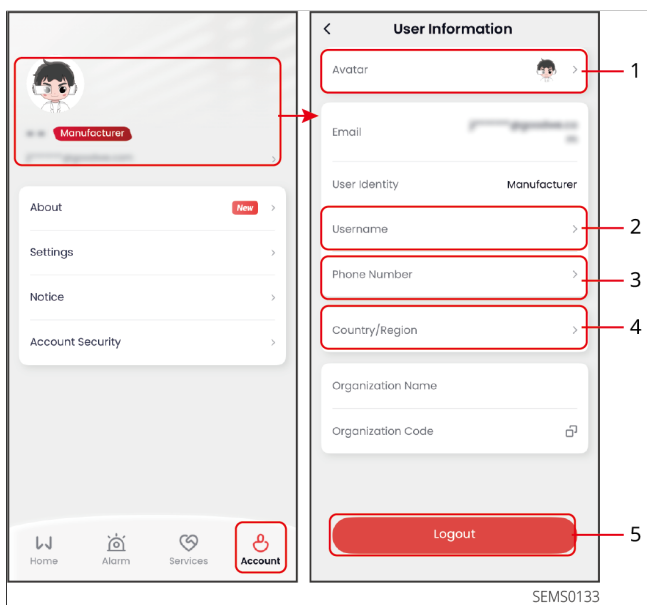 Manufacturer
About
New
Settings
Notice
Account Security
Home
Alarm
Services
Account
User Information
Avatar
1
Email
User Identity
Manufacturer
Username
2
Phone Number
3
Country/Region
4
Organization Name
Organization Code
Logout
5
SEMS0133